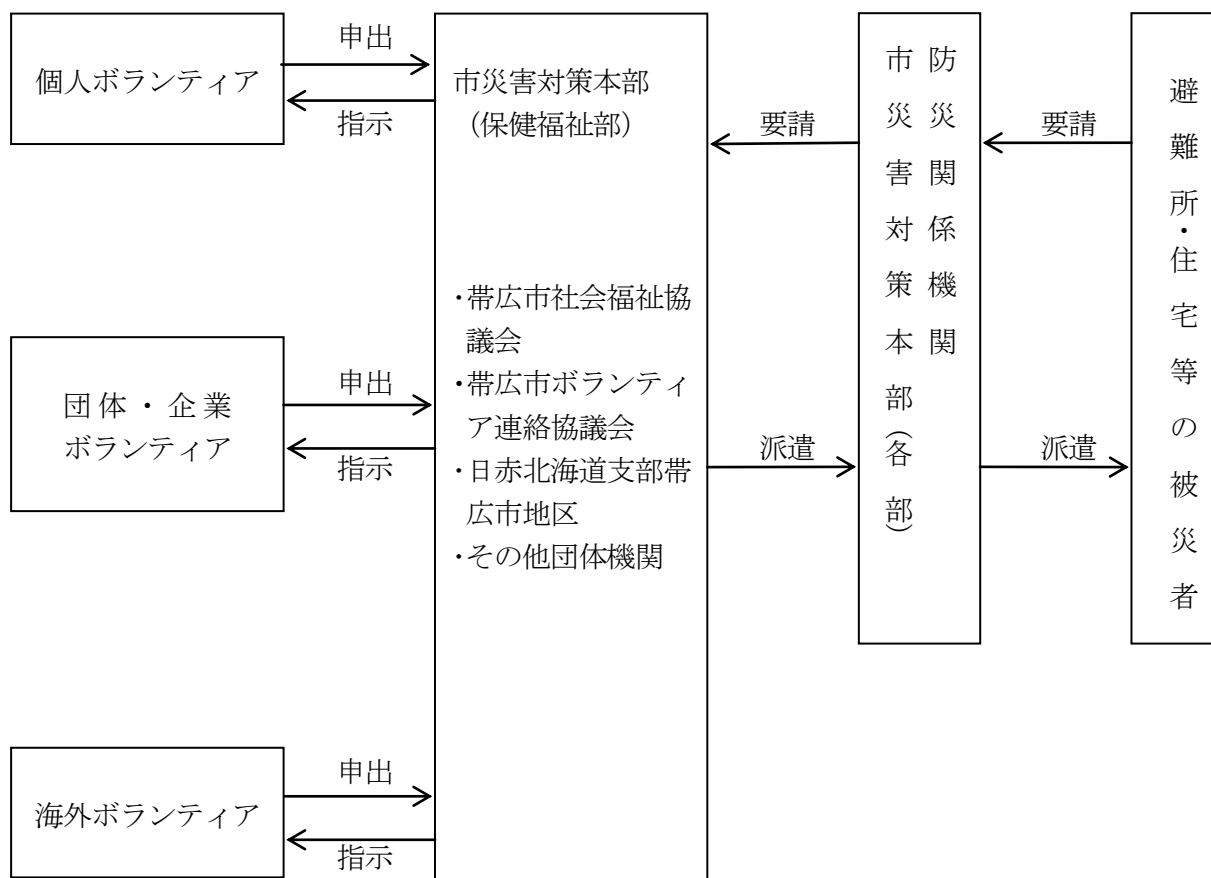 個人ボランティア
申出
指示
団体・企業
ボランティア
申出
指示
海外ボランティア
申出
指示
市災害対策本部
（保健福祉部）
・帯広市社会福祉協
議会
・帯広市ボランティ
ア連絡協議会
・日赤北海道支部帯
広市地区
・その他団体機関
要請
派遣
防災関係機関
市災害対策本部（各部）
要請
派遣
避難所・住宅等の被災者